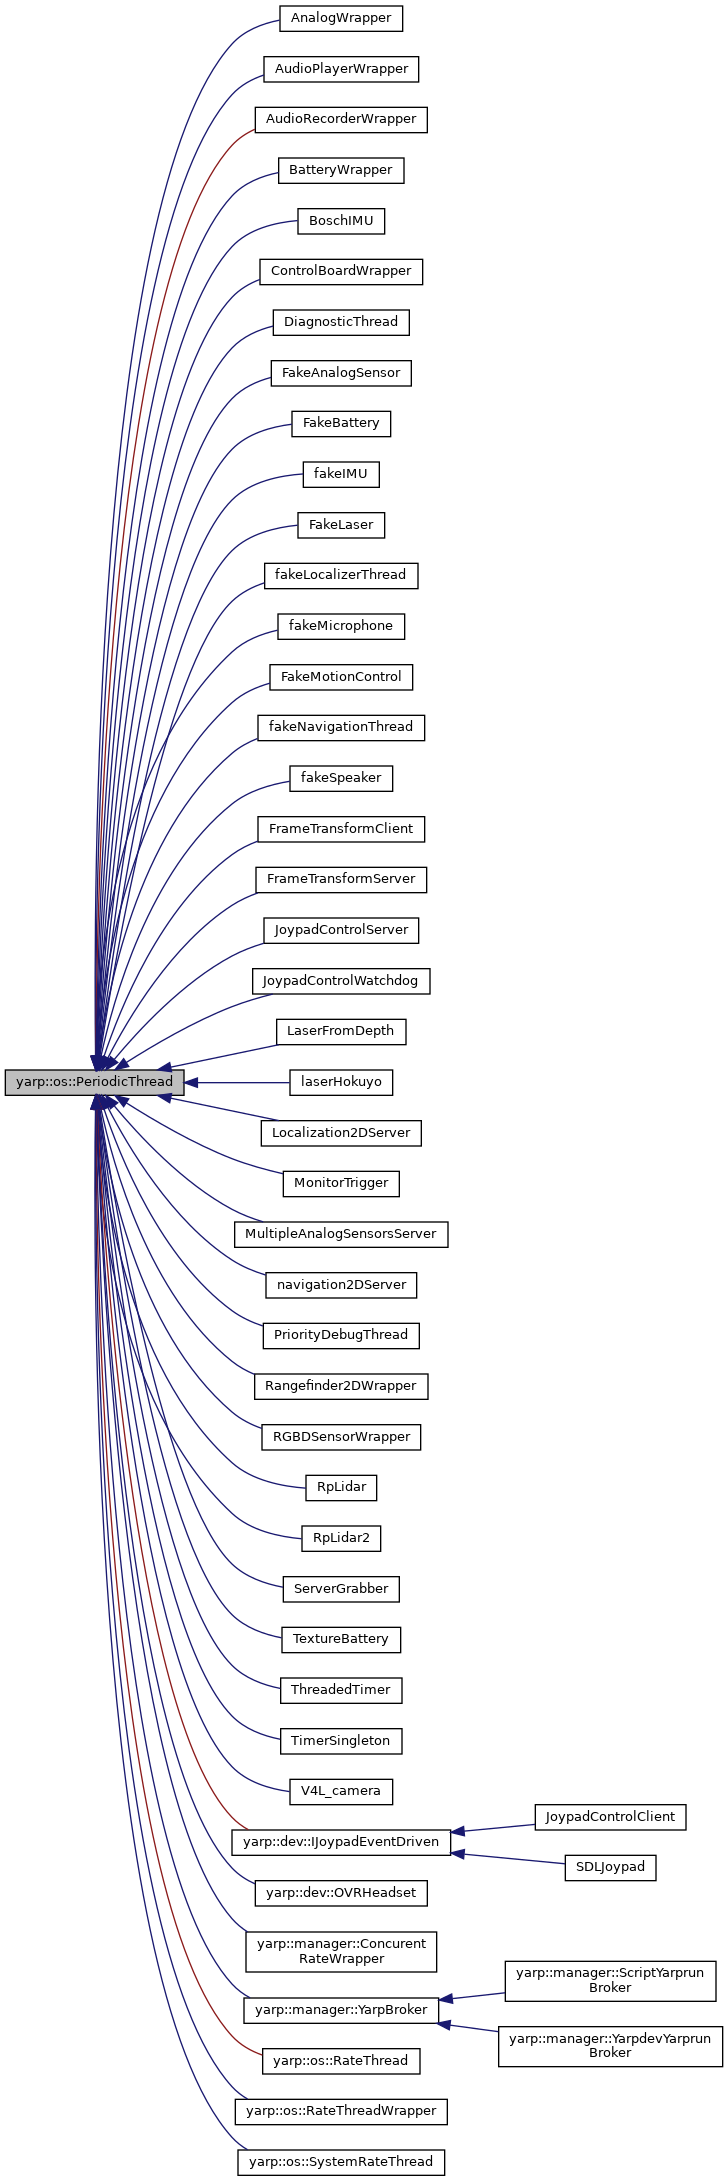 AnalogWrapper
AudioPlayerWrapper
AudioRecorderWrapper
BatteryWrapper
BoschIMU
ControlBoardWrapper
DiagnosticThread
FakeAnalogSensor
FakeBattery
fakeIMU
FakeLaser
fakeLocalizerThread
fakeMicrophone
FakeMotionControl
fakeNavigationThread
fakeSpeaker
FrameTransformClient
FrameTransformServer
JoypadControlServer
JoypadControlWatchdog
LaserFromDepth
yarp::os::PeriodicThread
laserHokuyo
Localization2DServer
MonitorTrigger
MultipleAnalogSensorsServer
navigation2DServer
PriorityDebugThread
Rangefinder2DWrapper
RGBDSensorWrapper
RpLidar
RpLidar2
ServerGrabber
TextureBattery
ThreadedTimer
TimerSingleton
V4L_camera
yarp::dev::IJoypadEventDriven
JoypadControlClient
SDLJoypad
yarp::dev::OVRHeadset
yarp::manager::Concurent
RateWrapper
yarp::manager::YarpBroker
yarp::manager::ScriptYarprun
Broker
yarp::manager::YarpdevYarprun
Broker
yarp::os::RateThread
yarp::os::RateThreadWrapper
yarp::os::SystemRateThread